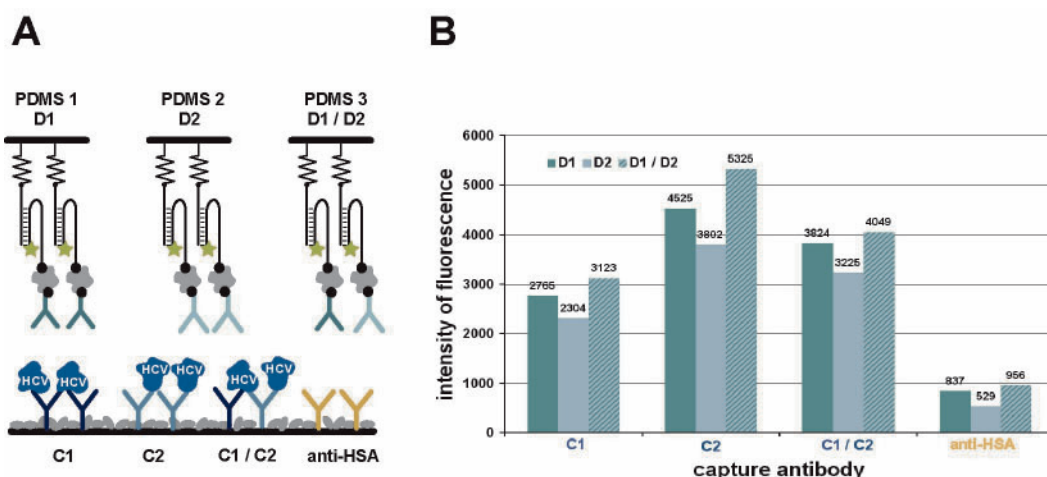 A
PDMS 1
D1
PDMS 2
D2
PDMS 3
D1 / D2
HCV
HCV
HCV
HCV
HCV
HCV
C1
C2
C1 / C2
anti-HSA
B
intensity of fluorescence
6000
5000
4000
3000
2000
1000
0
D1
D2
D1 / D2
2765
2304
3123
4525
3802
5325
3824
3225
4049
837
529
956
C1
C2
C1 / C2
anti-HSA
capture antibody